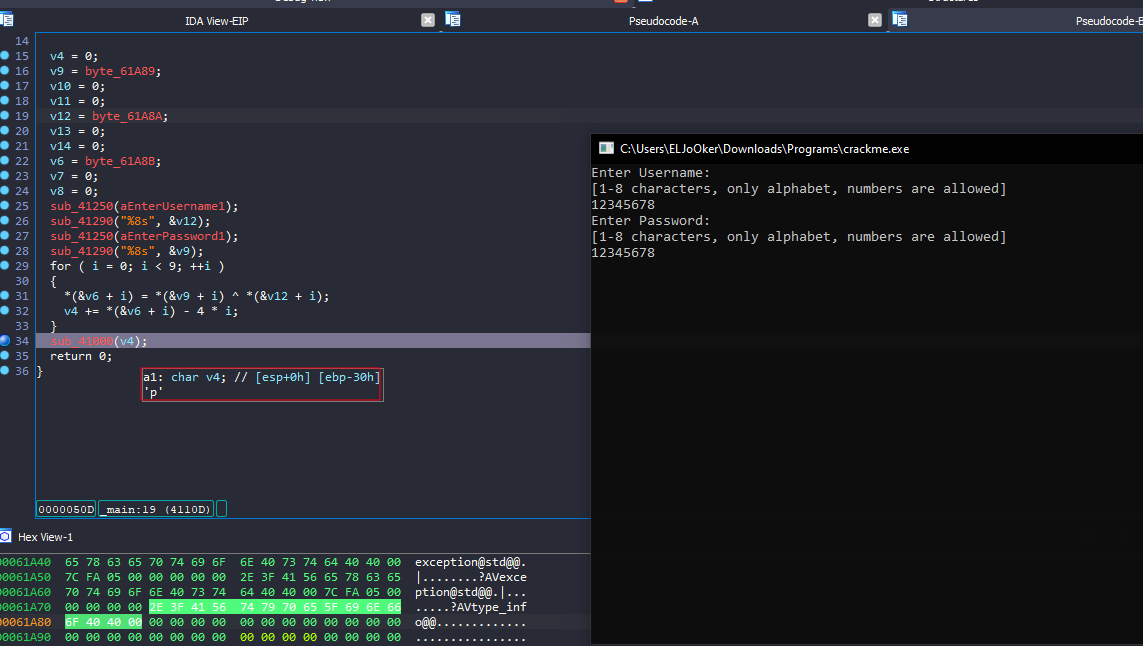 IDA View-EIP
Pseudocode-A
14
15 v4 = 0;
16 v9 = byte_61A89;
17 v10 = 0;
18 v11 = 0;
19 v12 = byte_61A8A;
20 v13 = 0;
21 v14 = 0;
22 v6 = byte_61A8B;
23 v7 = 0;
24 v8 = 0;
25 sub_41250(aEnterUsername1);
26 sub_41290("%8s", &v12);
27 sub_41250(aEnterPassword1);
28 sub_41290("%8s", &v9);
29 for ( i = 0; i < 9; ++i )
30 {
31 *(&v6 + i) = *(&v9 + i) ^ *(&v12 + i);
32 v4 += *(&v6 + i) - 4 * i;
33 }
34 sub_41000(v4);
35 return 0;
36 }
a1: char v4; // [esp+0h] [ebp-30h]
'p'
0000050D _main:19 (4110D)
C:\Users\ELJoOker\Downloads\Programs\crackme.exe
Enter Username:
[1-8 characters, only alphabet, numbers are allowed]
12345678
Enter Password:
[1-8 characters, only alphabet, numbers are allowed]
12345678
Hex View-1
00061A40 65 78 63 65 70 74 69 6F 6E 40 73 74 64 40 40 00 exception@std@@.
00061A50 7C FA 05 00 00 00 00 00 2E 3F 41 56 65 78 63 65 |........?AVexce
00061A60 70 74 69 6F 6E 40 73 74 64 40 40 00 7C FA 05 00 ption@std@@.|...
00061A70 00 00 00 00 2E 3F 41 56 74 79 70 65 5F 69 6E 66 .....?AVtype_inf
00061A80 6F 40 40 00 00 00 00 00 00 00 00 00 00 00 00 00 o@@.............
00061A90 00 00 00 00 00 00 00 00 00 00 00 00 00 00 00 00 ................